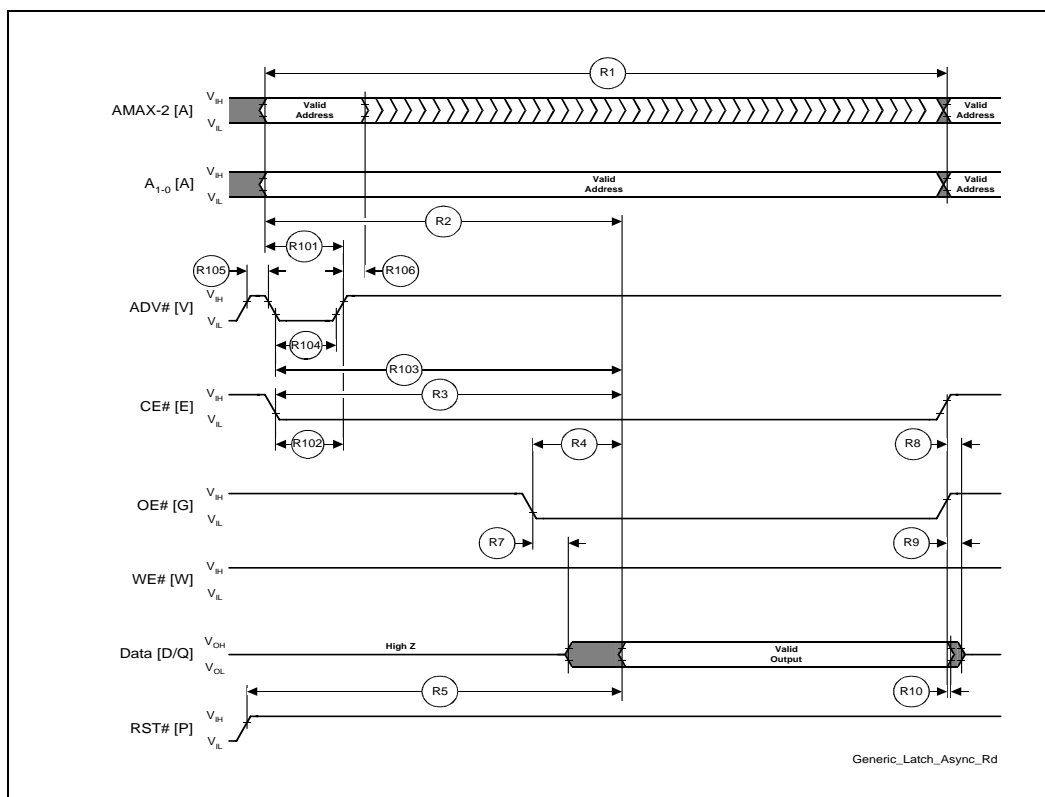 R1
AMAX-2 [A]
VIH
VIL
Valid
Address
Valid
Address
A1-0 [A]
VIH
VIL
Valid
Address
Valid
Address
R2
R101
R105
R106
ADV# [V]
VIH
VIL
R104
R103
CE# [E]
VIH
VIL
R3
R102
R4
R8
OE# [G]
VIH
VIL
R7
R9
WE# [W]
VIH
VIL
Data [D/Q]
VOH
VOL
High Z
Valid
Output
R5
R10
RST# [P]
VIH
VIL
Generic_Latch_Async_Rd